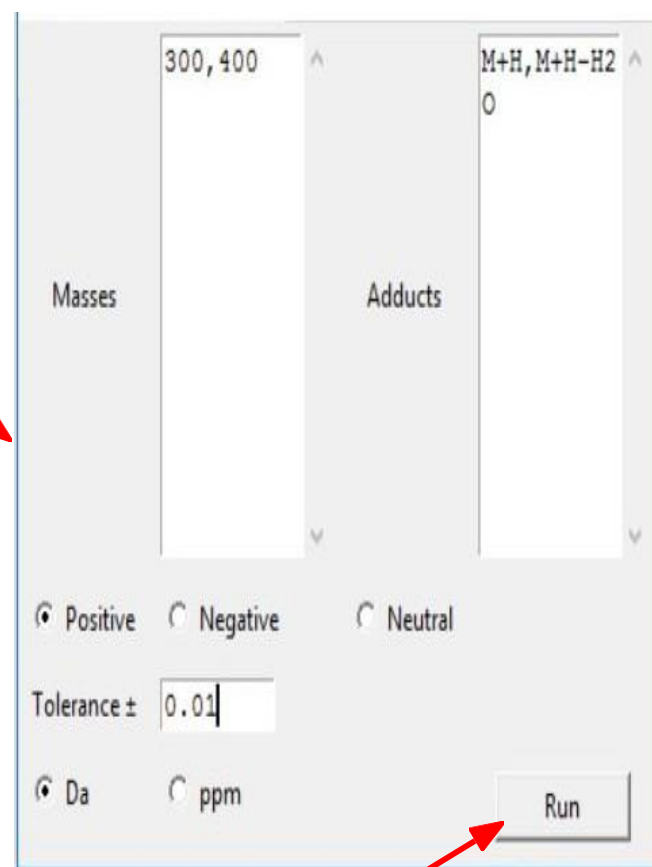 300,400
M+H,M+H-H2
O
Masses
Adducts
Positive
Negative
Neutral
Tolerance ±
0.01
Da
ppm
Run